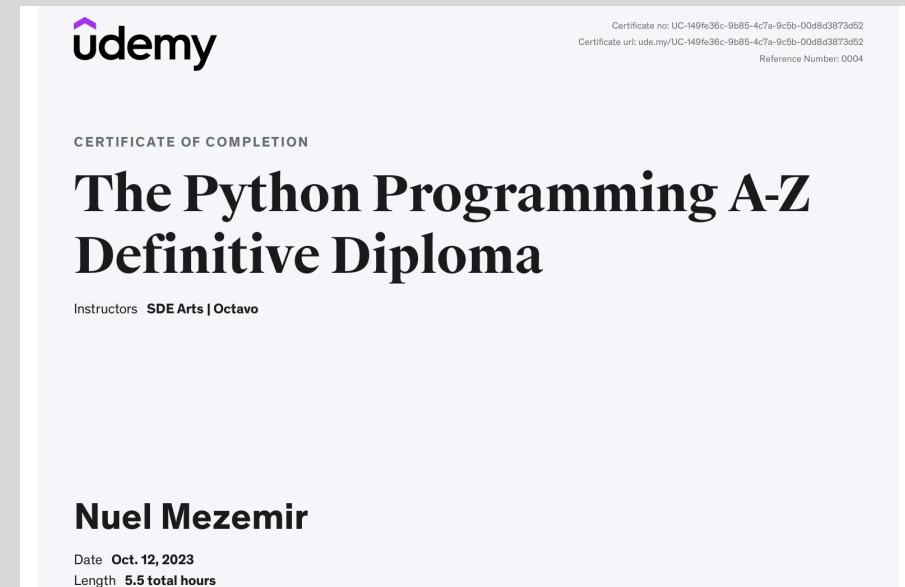 udemy
Certificate no: UC-149fe36c-9b85-4c7a-9c5b-00d8d3873d52
Certificate url: ude.my/UC-149fe36c-9b85-4c7a-9c5b-00d8d3873d52
Reference Number: 0004
CERTIFICATE OF COMPLETION
The Python Programming A-Z
Definitive Diploma
Instructors SDE Arts | Octavo
Nuel Mezemir
Date Oct. 12, 2023
Length 5.5 total hours